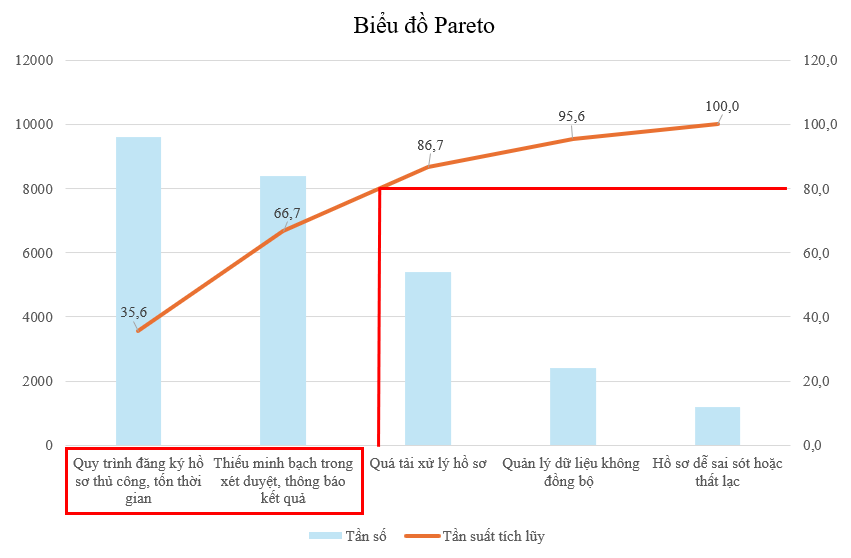 Biểu đồ Pareto
12000
10000
8000
6000
4000
2000
0
120,0
100,0
80,0
60,0
40,0
20,0
0,0
35,6
66,7
86,7
95,6
100,0
Quy trình đăng ký hồ
sơ thủ công, tốn thời
gian
Thiếu minh bạch trong
xét duyệt, thông báo
kết quả
Quá tải xử lý hồ sơ
Quản lý dữ liệu không
đồng bộ
Hồ sơ dễ sai sót hoặc
thất lạc
Tần số
Tần suất tích lũy